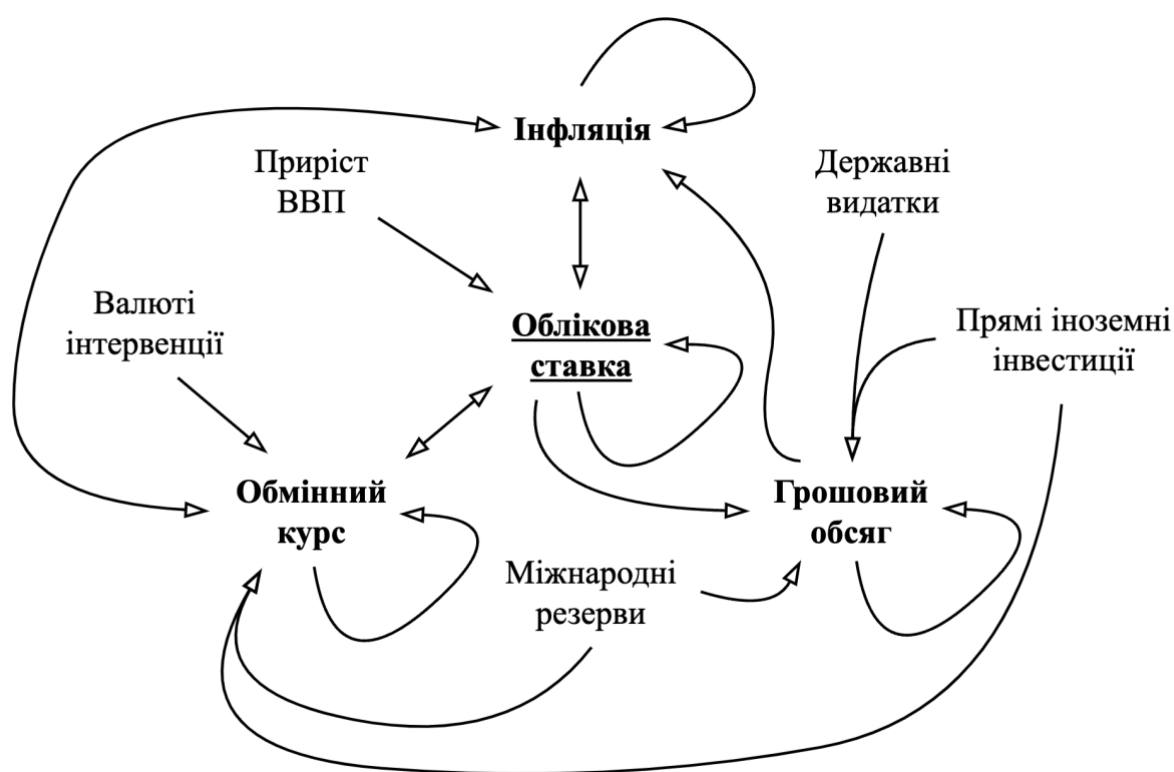 Інфляція
Приріст
ВВП
Державні
видатки
Валюті
інтервенції
Облікова
ставка
Прямі іноземні
інвестиції
Обмінний
курс
Грошовий
обсяг
Міжнародні
резерви